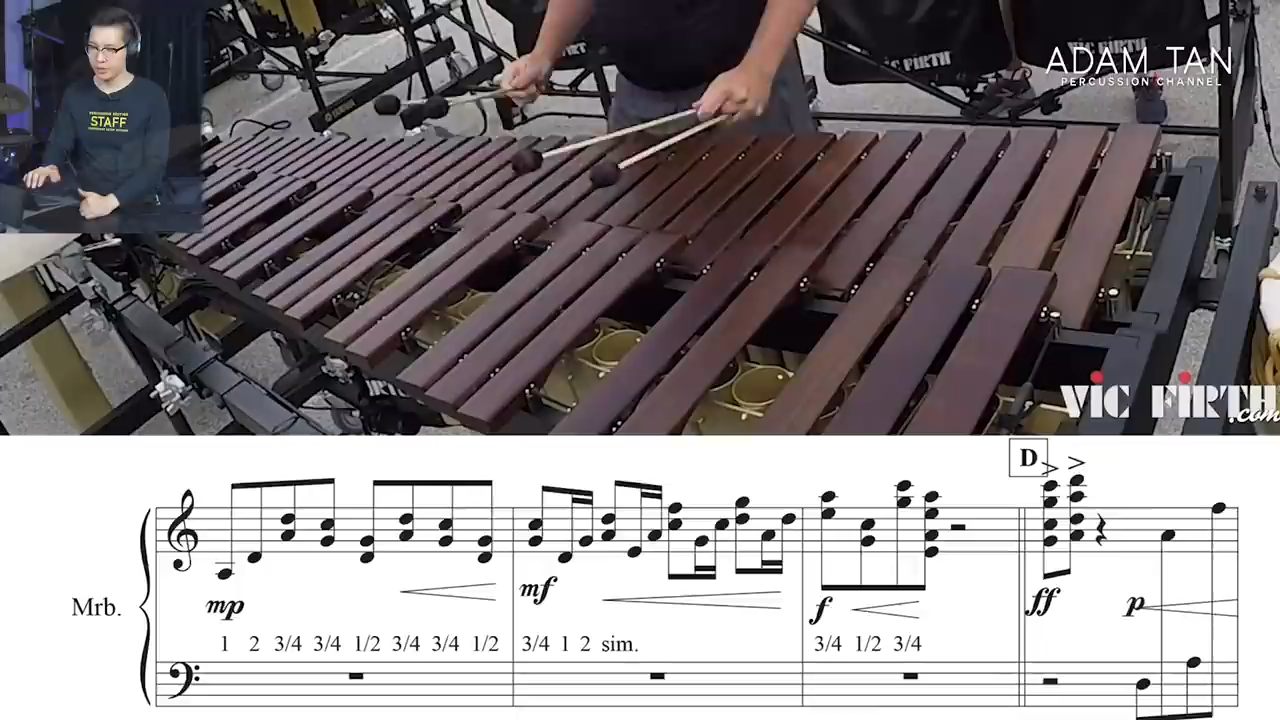 ADAM TAN
PERCUSSION CHANNEL
VIC FIRTH
STAFF
VIC FIRTH
.com
D
Mrb.
mp
mf
f
ff
p
1 2 3/4 3/4 1/2 3/4 3/4 1/2 3/4 1 2 sim. 3/4 1/2 3/4